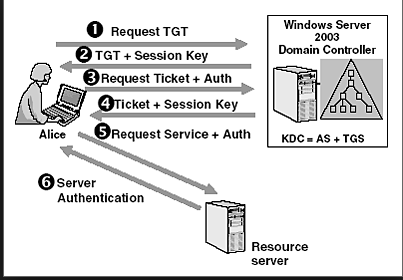 ❶ Request TGT
❷ TGT + Session Key
❸ Request Ticket + Auth
❹ Ticket + Session Key
❺ Request Service + Auth
Alice
❻ Server
Authentication
Windows Server
2003
Domain Controller
KDC = AS + TGS
Resource
server